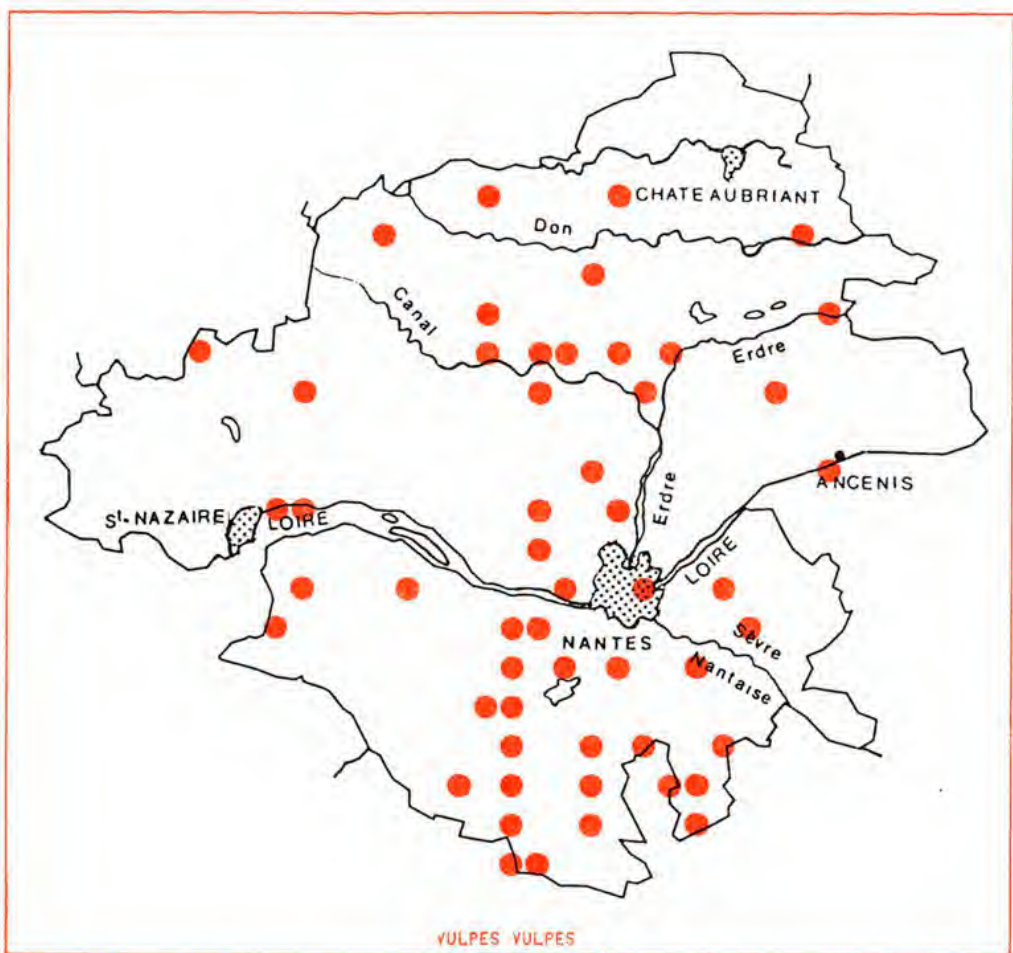 CHATEAUBRIANT
Don
Canal
Erdre
ANCENIS
Erdre
St-NAZAIRE
LOIRE
LOIRE
NANTES
Sèvre
Nantaise
VULPES VULPES